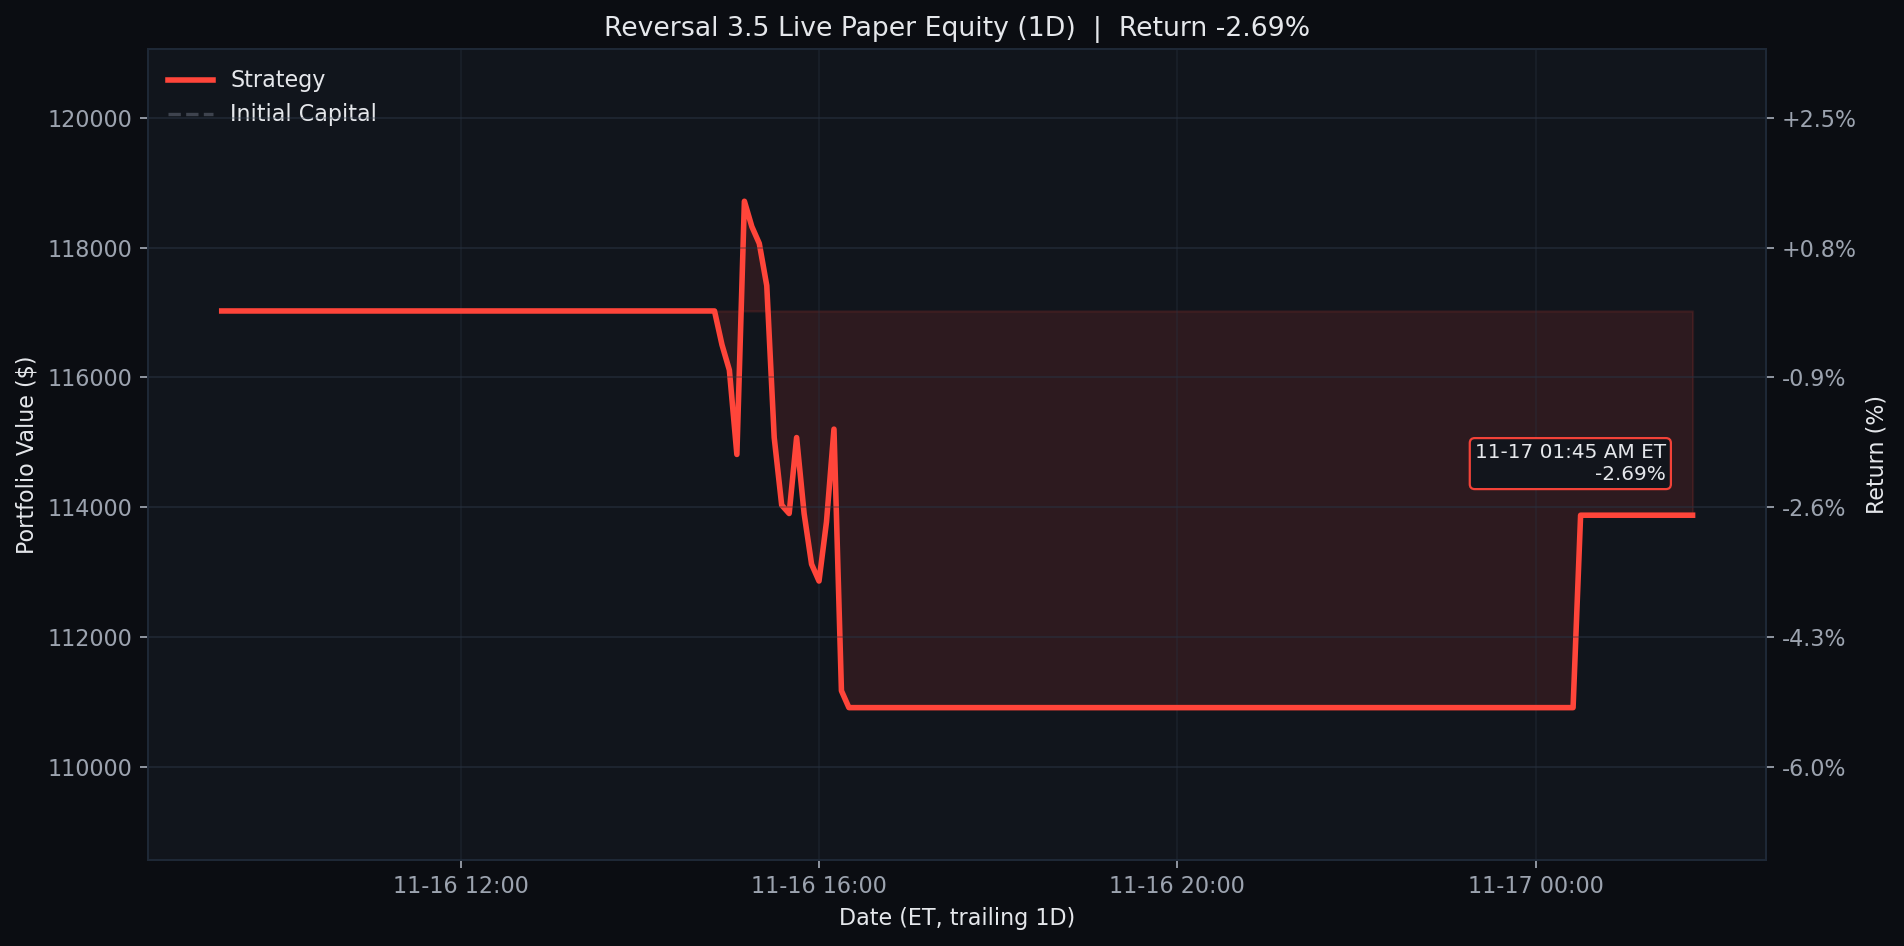 Reversal 3.5 Live Paper Equity (1D) | Return -2.69%
Strategy
Initial Capital
120000
118000
116000
114000
112000
110000
Portfolio Value ($)
+2.5%
+0.8%
-0.9%
-2.6%
-4.3%
-6.0%
Return (%)
11-17 01:45 AM ET
-2.69%
11-16 12:00
11-16 16:00
11-16 20:00
11-17 00:00
Date (ET, trailing 1D)